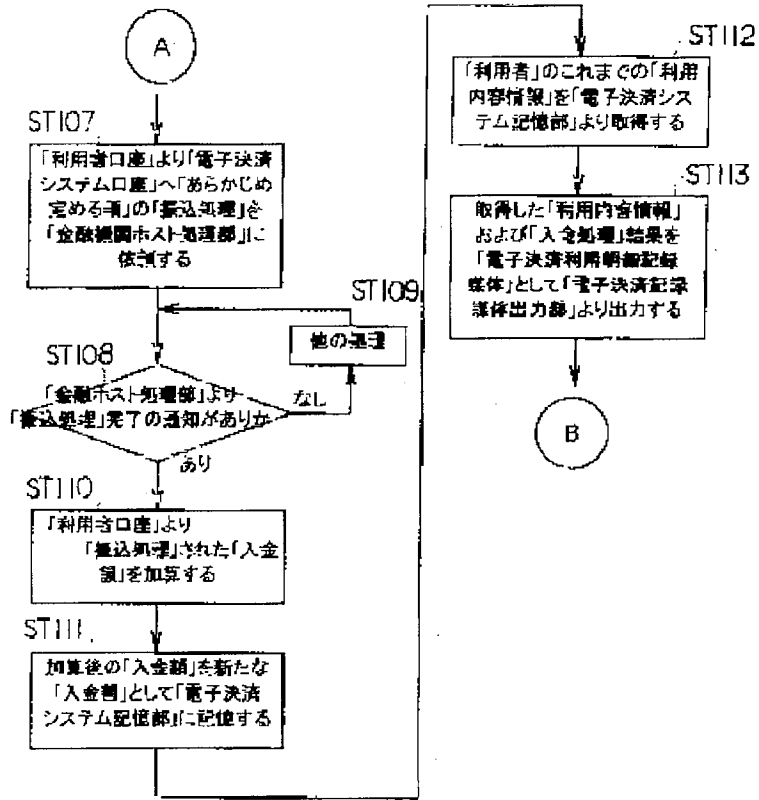 A
ST107
「利用者口座」より「電子決済
システム口座」へ「あらかじめ
定める額」の「振込処理」を
「金融機関ホスト処理部」に
依頼する
ST109
他の処理
ST108
「金融ホスト処理部」より
「振込処理」完了の通知がありか
なし
あり
ST110
「利用者口座」より
「振込処理」された「入金
額」を加算する
ST111
加算後の「入金額」を新たな
「入金額」として「電子決済
システム記憶部」に記憶する
ST112
「利用者」のこれまでの「利用
内容情報」を「電子決済シス
テム記憶部」より取得する
ST113
取得した「利用内容情報」
および「入金処理」結果を
「電子決済利用明細記録
媒体」として「電子決済記録
媒体出力部」より出力する
B